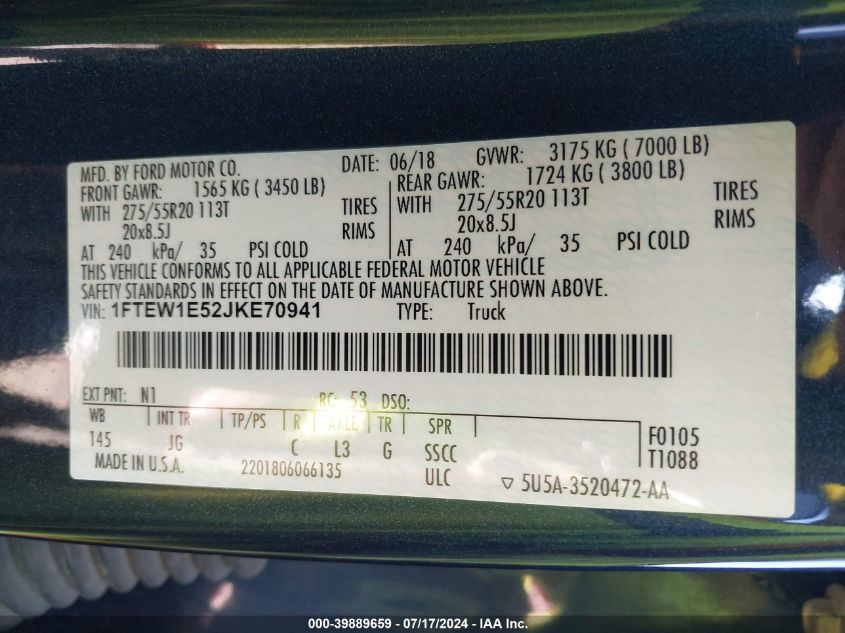 MFD. BY FORD MOTOR CO. DATE: 06/18 GVWR: 3175 KG ( 7000 LB)
FRONT GAWR: 1565 KG ( 3450 LB) REAR GAWR: 1724 KG ( 3800 LB)
WITH 275/55R20 113T TIRES WITH 275/55R20 113T TIRES
20x8.5J RIMS 20x8.5J RIMS
AT 240 kPa/ 35 PSI COLD AT 240 kPa/ 35 PSI COLD
THIS VEHICLE CONFORMS TO ALL APPLICABLE FEDERAL MOTOR VEHICLE
SAFETY STANDARDS IN EFFECT ON THE DATE OF MANUFACTURE SHOWN ABOVE.
VIN: 1FTEW1E52JKE70941 TYPE: Truck
EXT PNT: N1 RC: 53 DSO:
WB INT TR TP/PS R AXLE TR SPR
145 JG C L3 G SSCC F0105
T1088
MADE IN U.S.A. 2201806066135 ULC ▽ 5U5A-3520472-AA
000-39889659 / 07/17/2024 - IAA Inc.